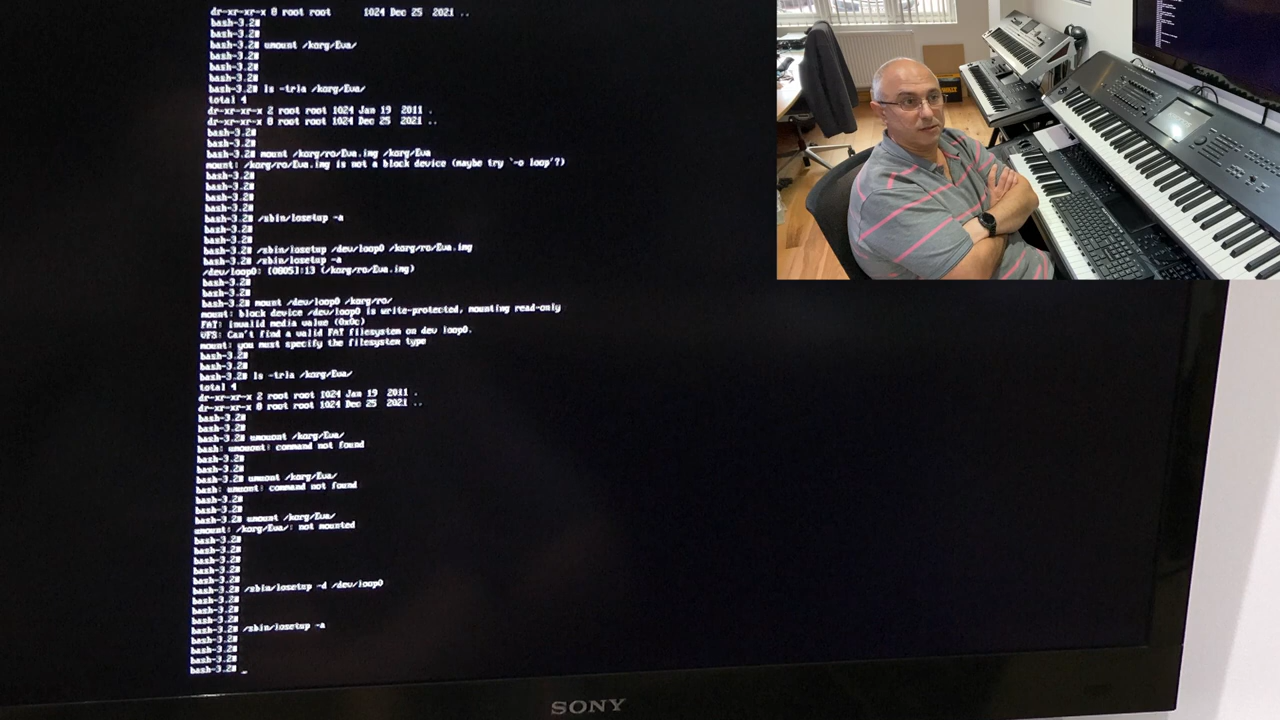 dr-xr-xr-x 8 root root 1024 Dec 25 2021 ..
bash-3.2#
bash-3.2#
bash-3.2# umount /korg/Eva/
bash-3.2#
bash-3.2#
bash-3.2#
bash-3.2# ls -trla /korg/Eva/
total 4
dr-xr-xr-x 2 root root 1024 Jan 19 2011 .
dr-xr-xr-x 8 root root 1024 Dec 25 2021 ..
bash-3.2#
bash-3.2#
bash-3.2# mount /korg/ro/Eva.img /korg/Eva
mount: /korg/ro/Eva.img is not a block device (maybe try `-o loop'?)
bash-3.2#
bash-3.2#
bash-3.2#
bash-3.2#
bash-3.2# /sbin/losetup -a
bash-3.2#
bash-3.2#
bash-3.2# /sbin/losetup /dev/loop0 /korg/ro/Eva.img
bash-3.2# /sbin/losetup -a
/dev/loop0: [0805]:13 (/korg/ro/Eva.img)
bash-3.2#
bash-3.2#
bash-3.2# mount /dev/loop0 /korg/ro/
mount: block device /dev/loop0 is write-protected, mounting read-only
FAT: invalid media value (0x0c)
VFS: Can't find a valid FAT filesystem on dev loop0.
mount: you must specify the filesystem type
bash-3.2#
bash-3.2#
bash-3.2# ls -trla /korg/Eva/
total 4
dr-xr-xr-x 2 root root 1024 Jan 19 2011 .
dr-xr-xr-x 8 root root 1024 Dec 25 2021 ..
bash-3.2#
bash-3.2#
bash-3.2# umouont /korg/Eva/
bash: umouont: command not found
bash-3.2#
bash-3.2#
bash-3.2# umuont /korg/Eva/
bash: umuont: command not found
bash-3.2#
bash-3.2#
bash-3.2# umount /korg/Eva/
umount: /korg/Eva/: not mounted
bash-3.2#
bash-3.2#
bash-3.2#
bash-3.2#
bash-3.2#
bash-3.2# /sbin/losetup -d /dev/loop0
bash-3.2#
bash-3.2#
bash-3.2#
bash-3.2# /sbin/losetup -a
bash-3.2#
bash-3.2#
bash-3.2#
bash-3.2# _
SONY
DEWALT